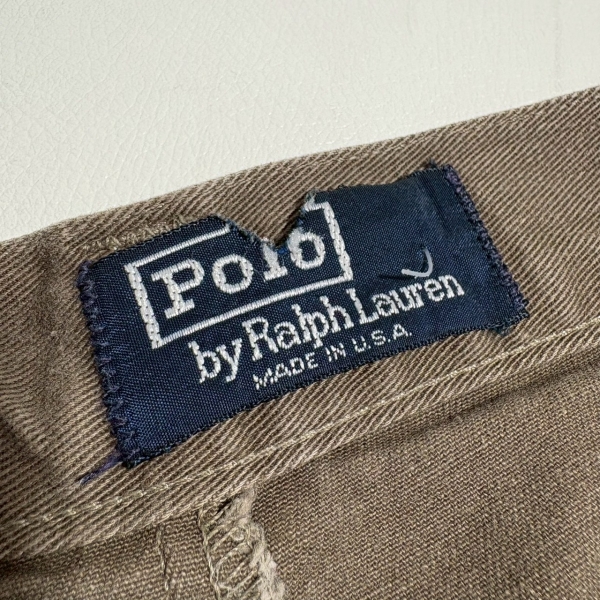 Polo
by Ralph Lauren
MADE IN U.S.A.